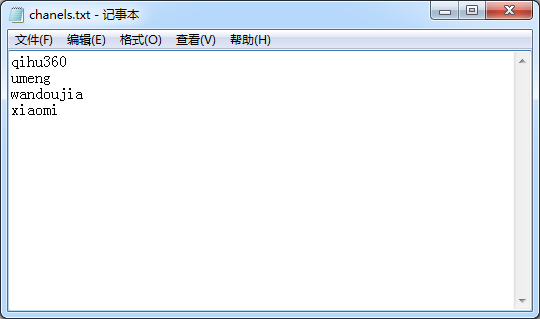 chanels.txt - 记事本
文件(F) 编辑(E) 格式(O) 查看(V) 帮助(H)
qihu360
umeng
wandoujia
xiaomi